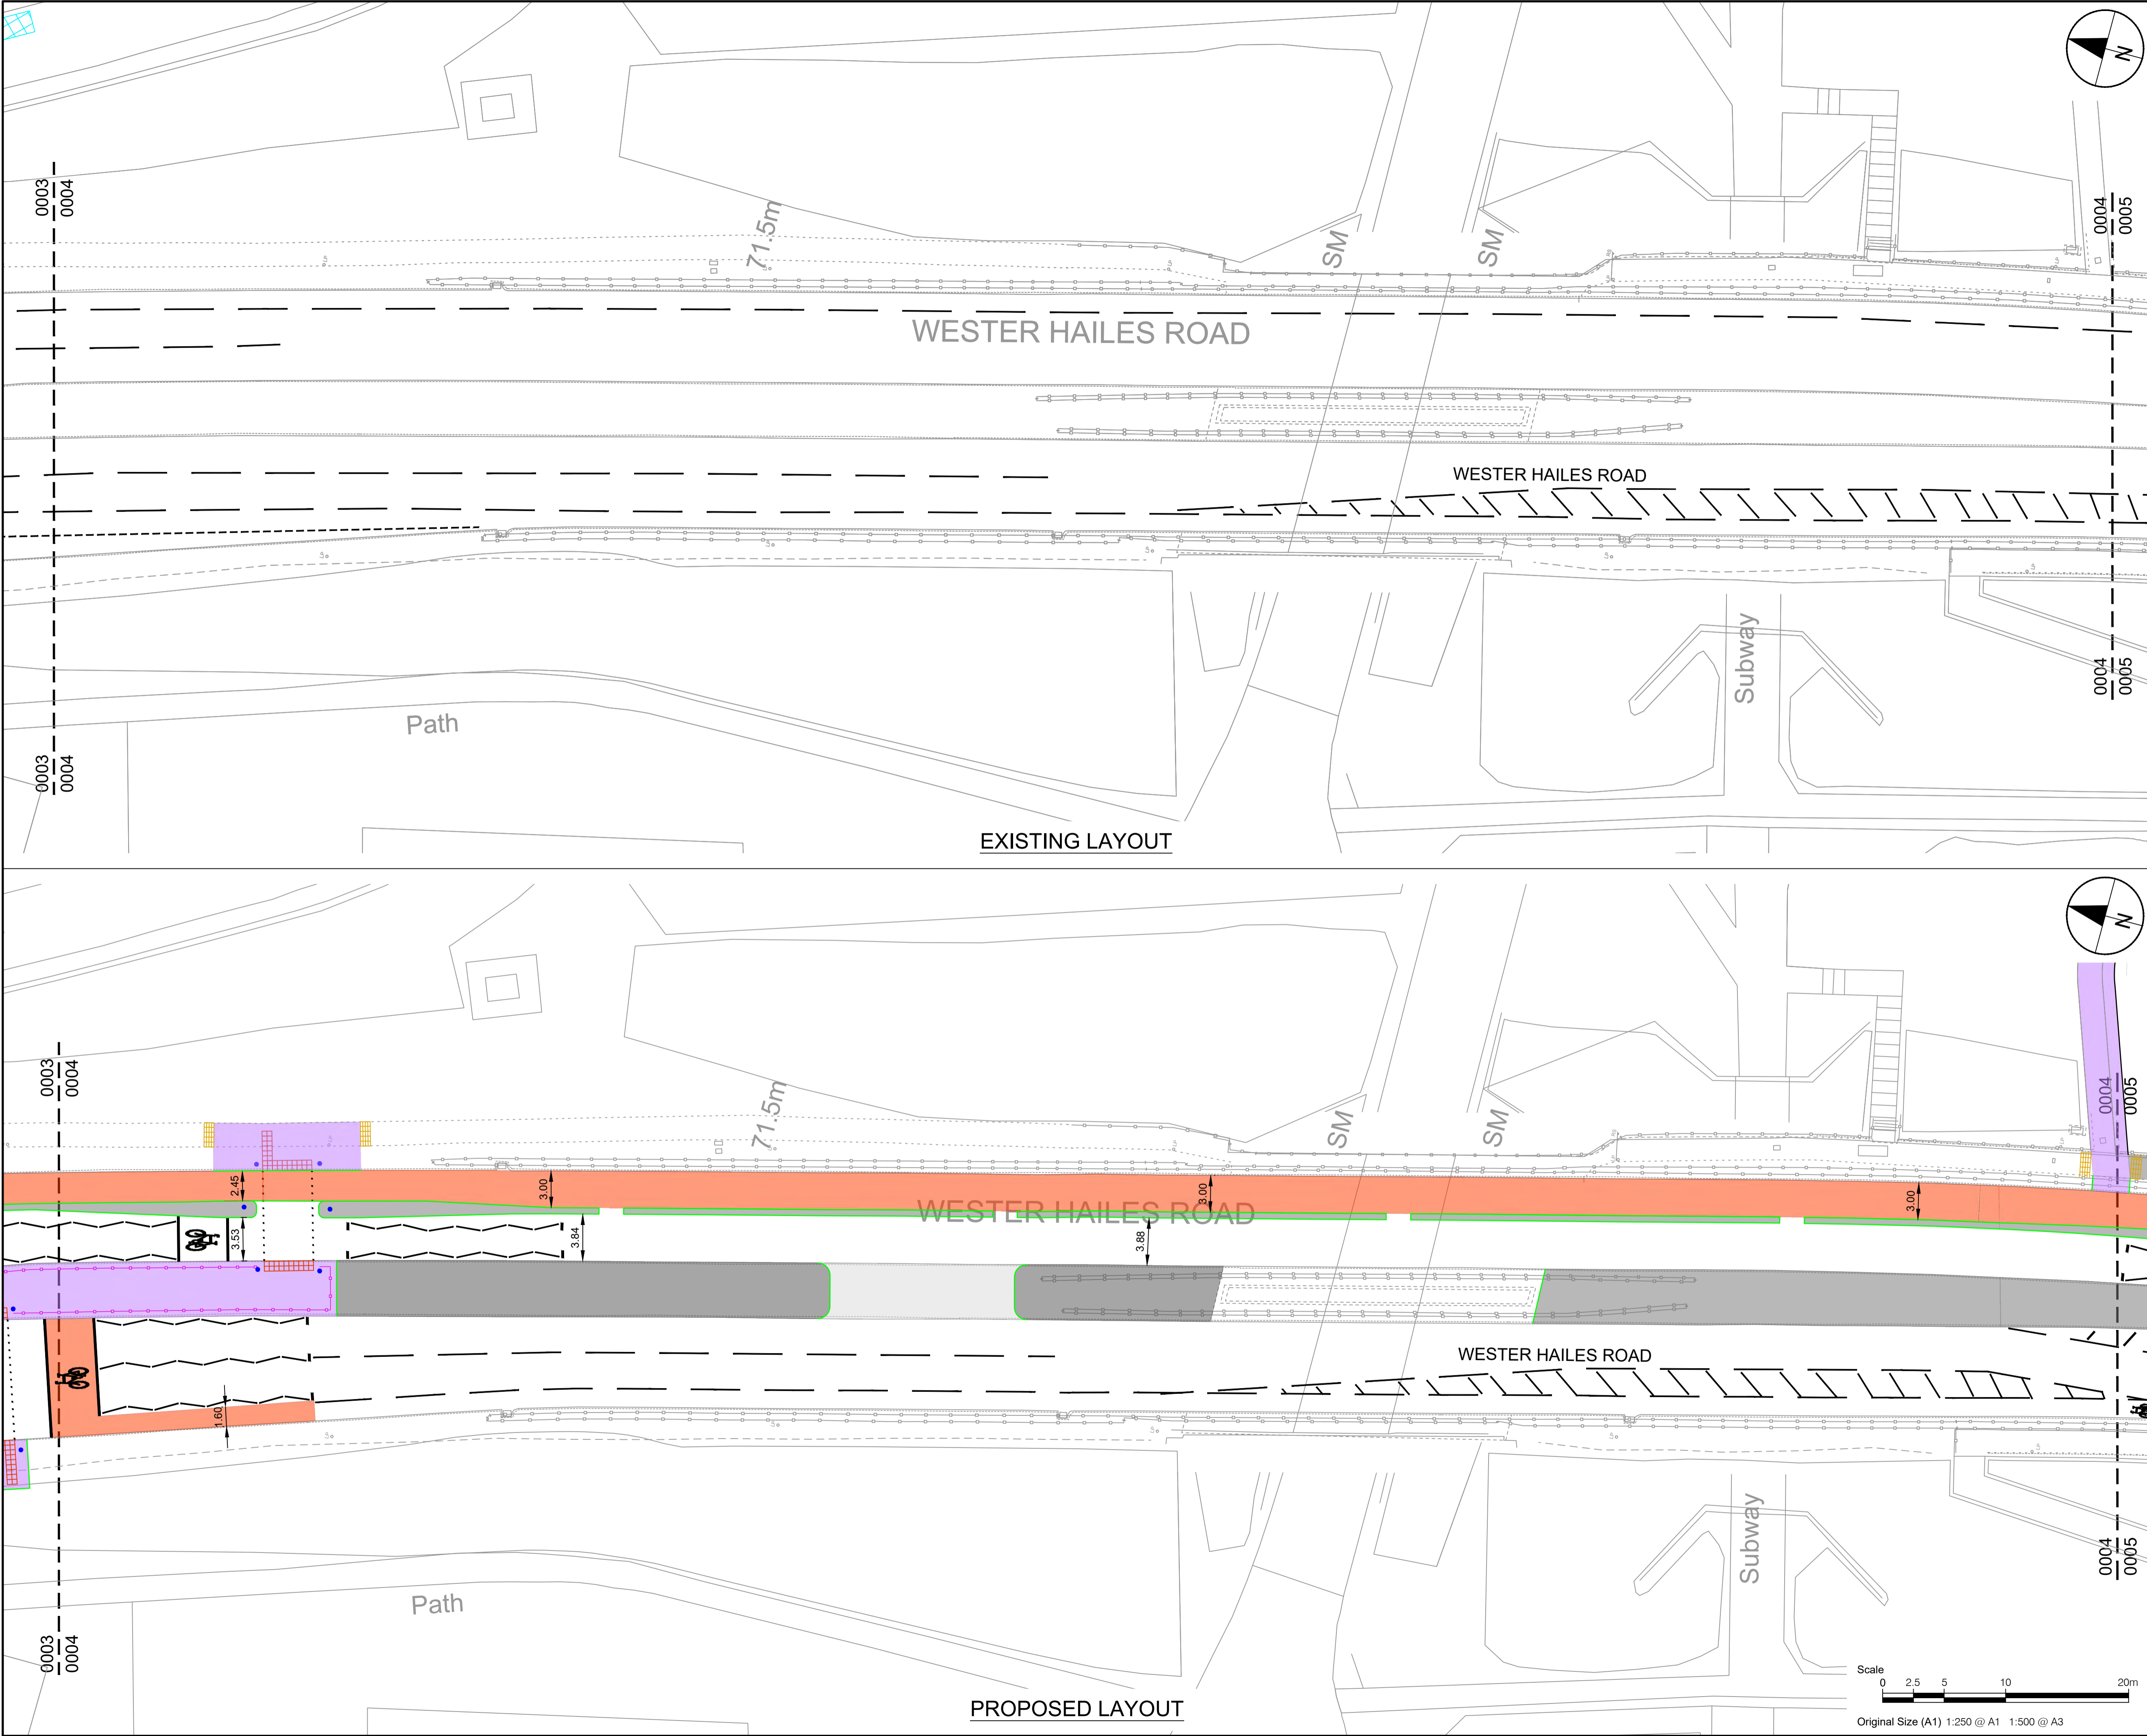 N
0003
0004
0004
0005
71.5m
SM
SM
WESTER HAILES ROAD
WESTER HAILES ROAD
Subway
0004
0005
Path
0003
0004
EXISTING LAYOUT
N
0003
0004
0004
0005
71.5m
SM
SM
2.45
3.00
3.00
3.00
WESTER HAILES ROAD
3.53
3.84
3.88
WESTER HAILES ROAD
1.60
Subway
0004
0005
Path
0003
0004
Scale
0 2.5 5 10 20m
PROPOSED LAYOUT
Original Size (A1) 1:250 @ A1 1:500 @ A3